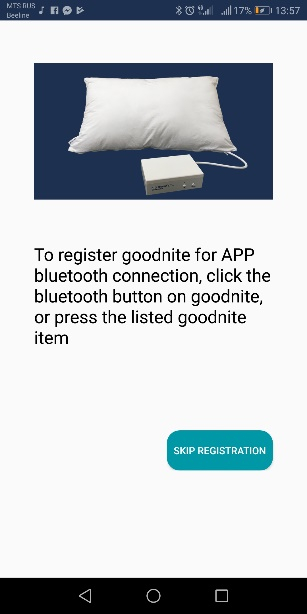 MTS RUS
Beeline
17%
13:57
To register goodnite for APP
bluetooth connection, click the
bluetooth button on goodnite,
or press the listed goodnite
item
SKIP REGISTRATION